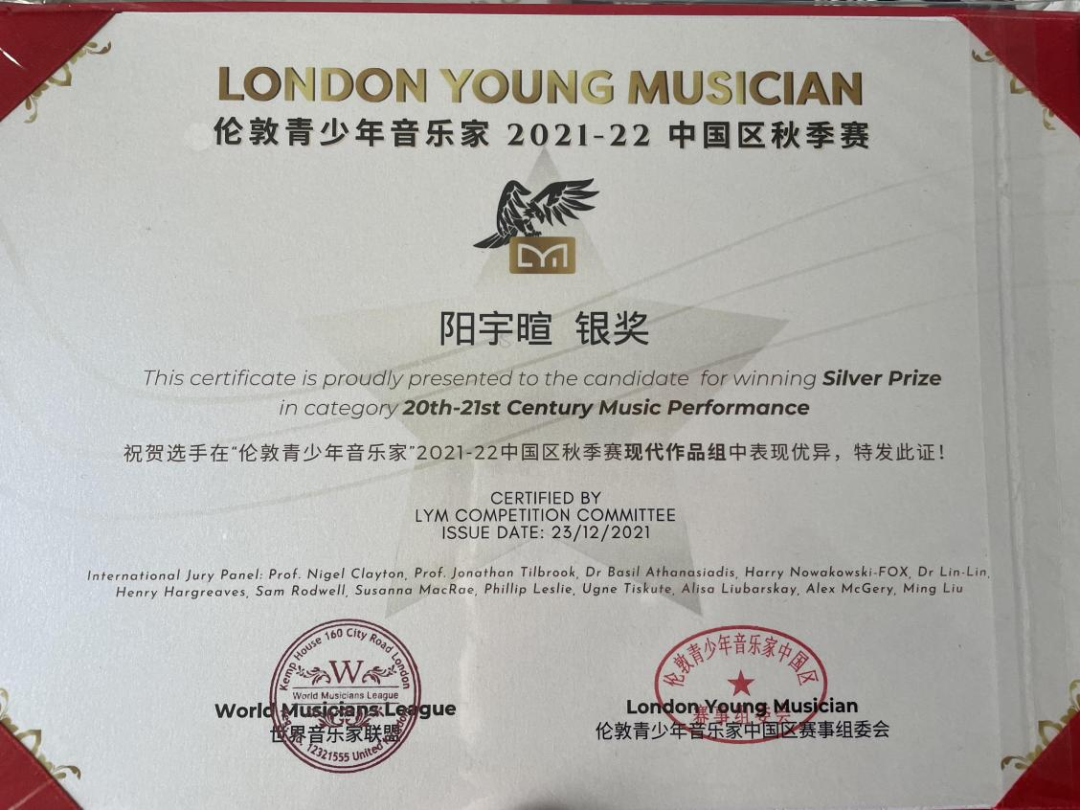 LONDON YOUNG MUSICIAN
伦敦青少年音乐家 2021-22 中国区秋季赛
LYM
阳宇暄 银奖
This certificate is proudly presented to the candidate for winning Silver Prize
in category 20th-21st Century Music Performance
祝贺选手在“伦敦青少年音乐家”2021-22中国区秋季赛现代作品组中表现优异，特发此证！
CERTIFIED BY
LYM COMPETITION COMMITTEE
ISSUE DATE: 23/12/2021
International Jury Panel: Prof. Nigel Clayton, Prof. Jonathan Tilbrook, Dr Basil Athanasiadis, Harry Nowakowski-FOX, Dr Lin-Lin,
Henry Hargreaves, Sam Rodwell, Susanna MacRae, Phillip Leslie, Ugne Tiskute, Alisa Liubarskay, Alex McGery, Ming Liu
Kemp House 160 City Road London
W
World Musicians League
12321555 United
World Musicians League
世界音乐家联盟
伦敦青少年音乐家中国区
赛事组委会
London Young Musician
伦敦青少年音乐家中国区赛事组委会